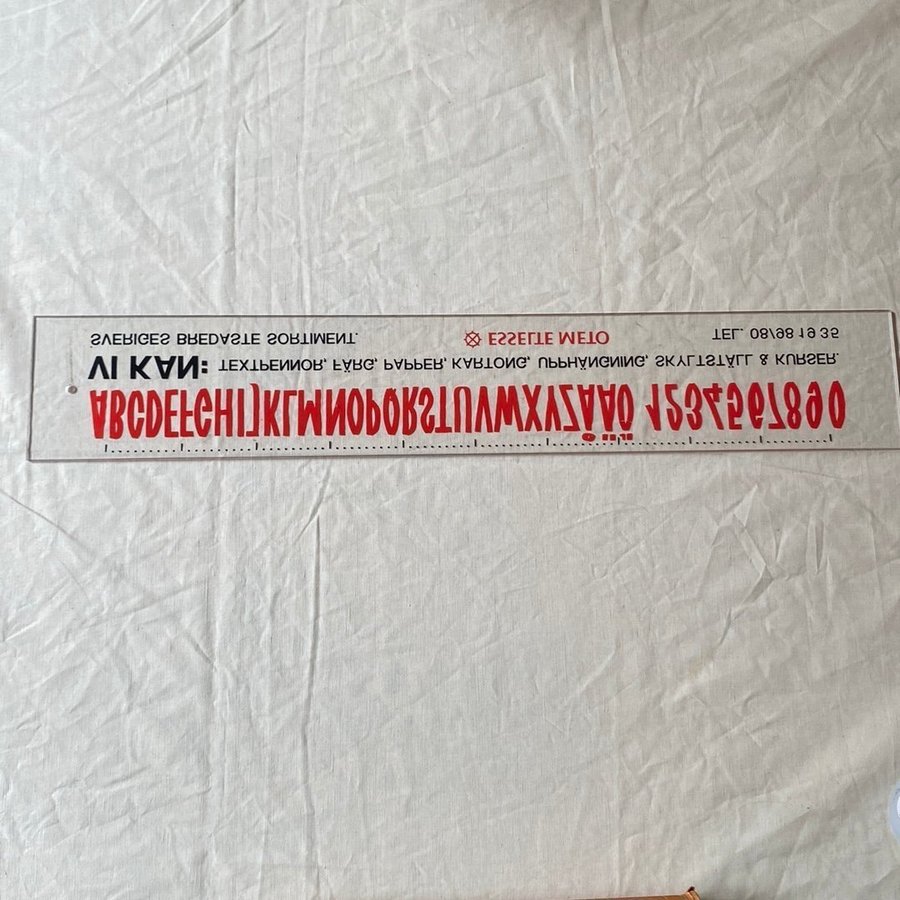 ABCDEFGHIJKLMNOPQRSTUVWXYZÅÄÖ 1234567890
VI KAN: TEXTPENNOR, FÄRG, PAPPER, KARTONG, UPPHÄNGNING, SKYLTSTÄLL & KURSER.
SVERIGES BREDASTE SORTIMENT. ESSELTE METO TEL. 08/98 19 35